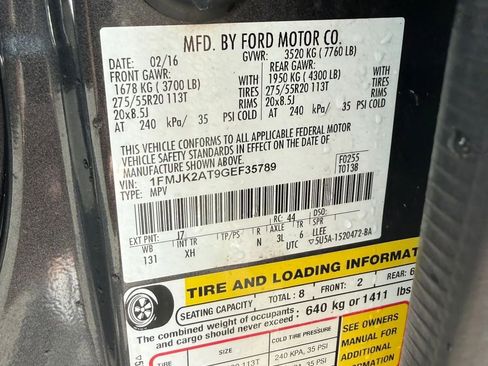 MFD. BY FORD MOTOR CO.
DATE: 02/16 GVWR: 3520 KG ( 7760 LB)
FRONT GAWR: REAR GAWR:
1678 KG ( 3700 LB) WITH 1950 KG ( 4300 LB) WITH
275/55R20 113T TIRES 275/55R20 113T TIRES
20x8.5J RIMS 20x8.5J RIMS
AT 240 kPa/ 35 PSI COLD AT 240 kPa/ 35 PSI COLD
THIS VEHICLE CONFORMS TO ALL APPLICABLE FEDERAL MOTOR
VEHICLE
IN EFFECT ON THE DATE OF
VIN: 1FMJK2AT9GEF35789
TYPE: MPV
F0255
T0138
EXT PNT: J7 RC: 44 DSO:
WB INT TR TP/PS R AXLE TR SPR
131 XH N 3L 6 LLEE
UTC 5U5A-1520472-BA
TIRE AND LOADING INFORMAT
SEATING CAPACITY TOTAL: 8 FRONT: 2 REAR: 6
The combined weight of occupants
and cargo should never exceed: 640 kg or 1411 lbs
TIRE SIZE COLD TIRE PRESSURE
113T 240 KPA, 35 PSI
35 PSI
SEE OWNERS
MANUAL FOR
ADDITIONAL